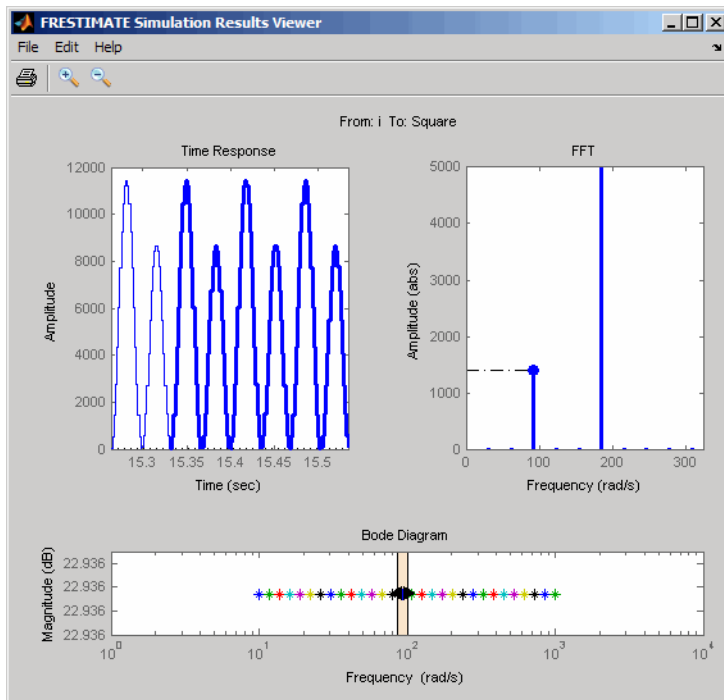 FRESTIMATE Simulation Results Viewer
File Edit Help
From: i To: Square
Time Response
12000
10000
8000
6000
4000
2000
0
15.3 15.35 15.4 15.45 15.5
Amplitude
Time (sec)
FFT
5000
4000
3000
2000
1000
0
0 100 200 300
Amplitude (abs)
Frequency (rad/s)
Bode Diagram
22.936
22.936
22.936
22.936
10^0 10^1 10^2 10^3 10^4
Magnitude (dB)
Frequency (rad/s)